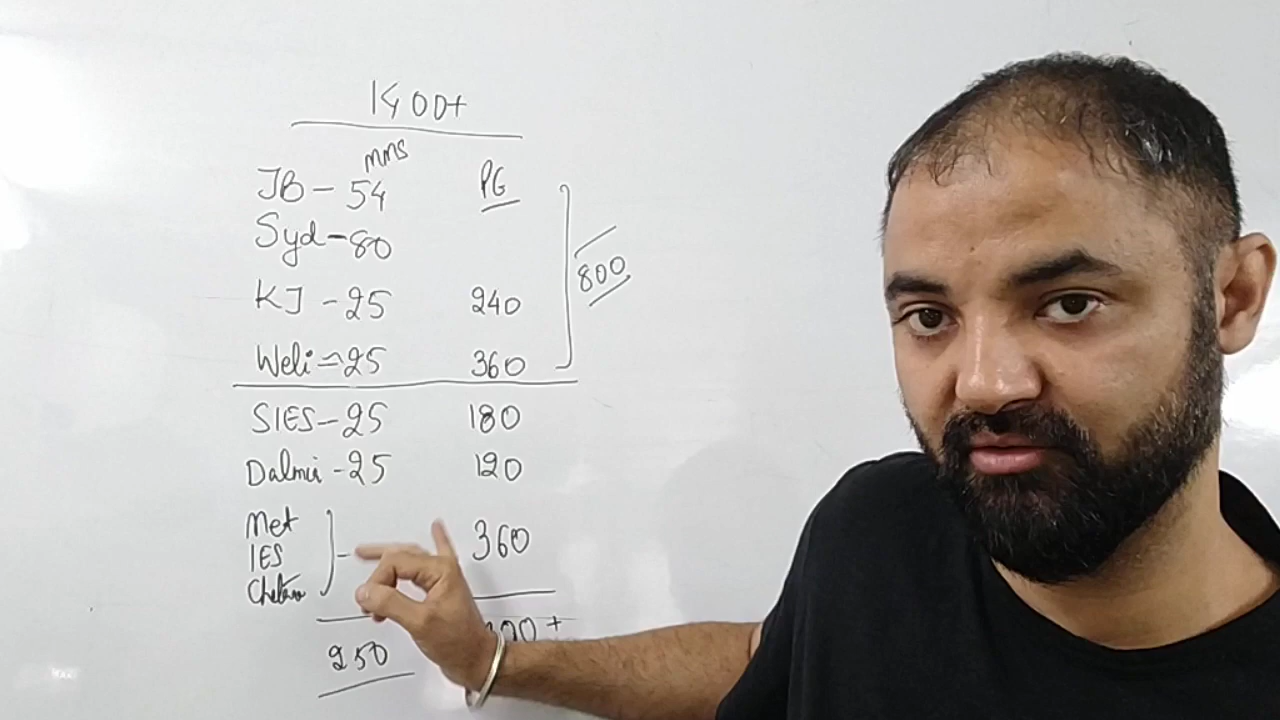 1400+
mms
JB - 54 PG
Syd - 80
800
KJ - 25 240
Weli = 25 360
SIES - 25 180
Dalmi - 25 120
Met
IES 360
Chetna
250